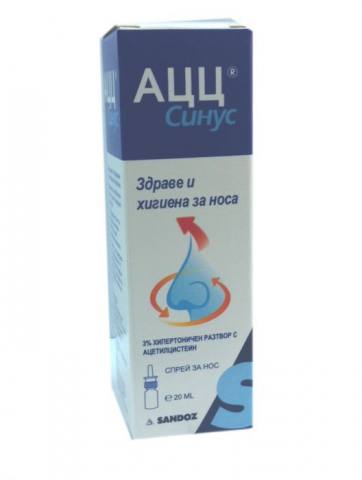 АЦЦ®
Синус
Здраве и
хигиена за носа
3% ХИПЕРТОНИЧЕН РАЗТВОР С
АЦЕТИЛЦИСТЕИН
СПРЕЙ ЗА НОС
℮ 20 ML
SANDOZ
S